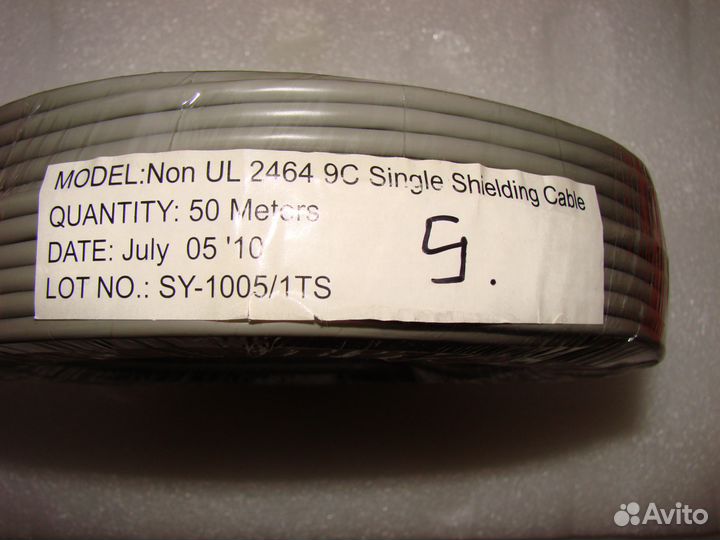 MODEL:Non UL 2464 9C Single Shielding Cable
QUANTITY: 50 Meters
DATE: July 05 '10
LOT NO.: SY-1005/1TS
5.
Avito